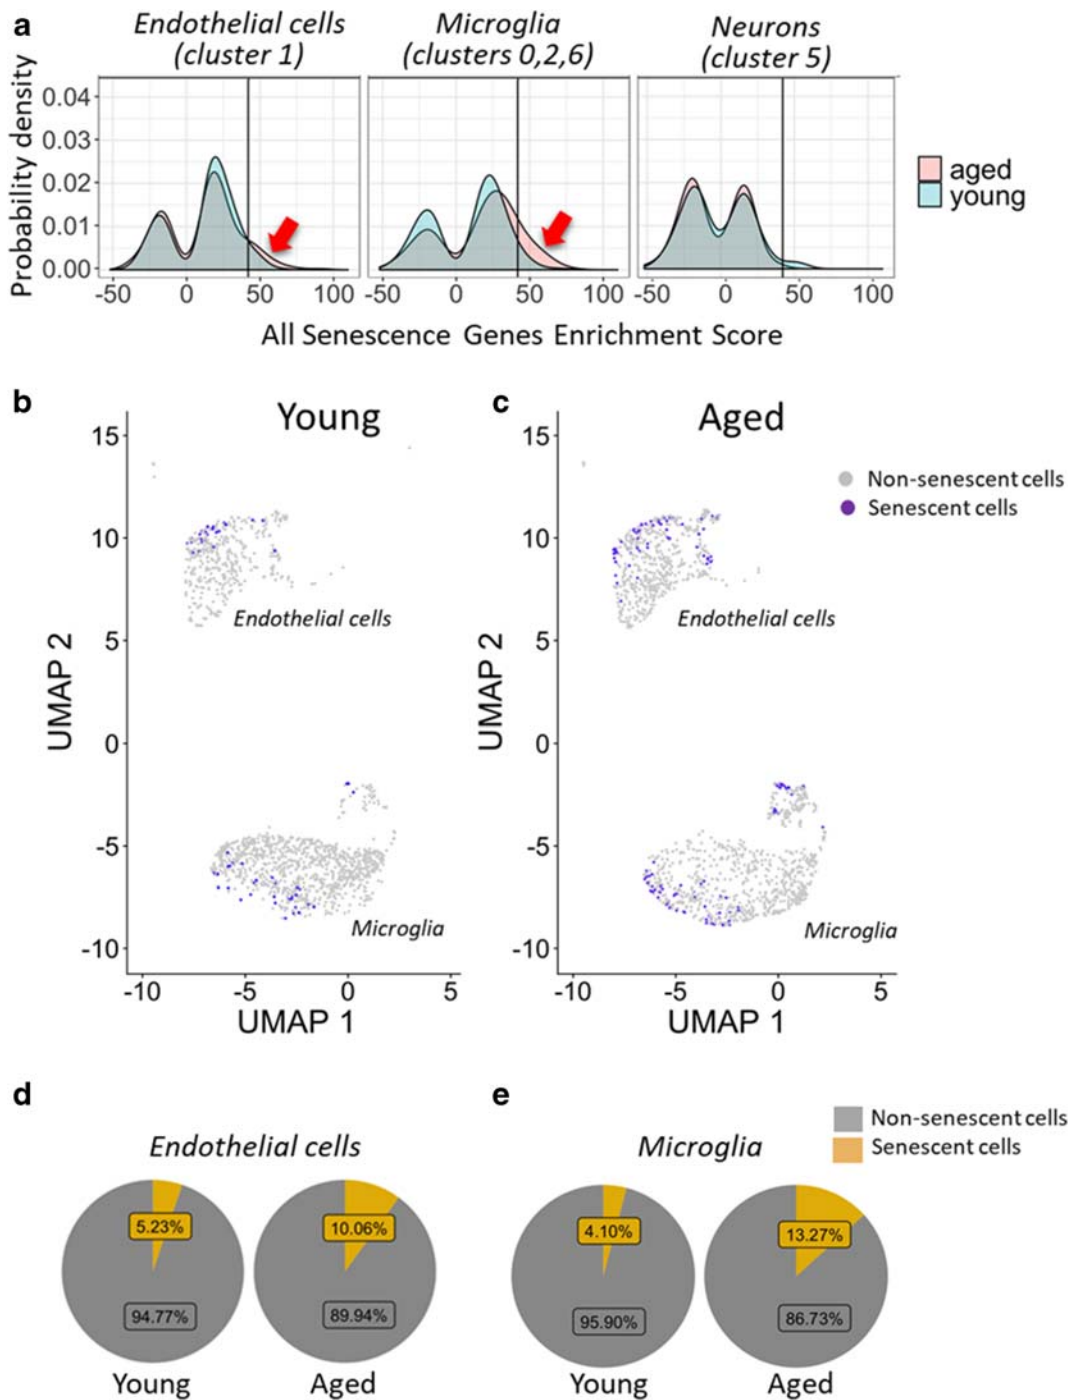 a
Endothelial cells
(cluster 1)
Microglia
(clusters 0,2,6)
Neurons
(cluster 5)
Probability density
0.04
0.03
0.02
0.01
0.00
-50 0 50 100
-50 0 50 100
-50 0 50 100
All Senescence Genes Enrichment Score
aged
young
b
Young
UMAP 2
15
10
5
0
-5
-10
Endothelial cells
Microglia
-10 -5 0 5
UMAP 1
c
Aged
UMAP 2
15
10
5
0
-5
-10
Endothelial cells
Microglia
-10 -5 0 5
UMAP 1
Non-senescent cells
Senescent cells
d
Endothelial cells
5.23%
94.77%
Young
10.06%
89.94%
Aged
e
Microglia
4.10%
95.90%
Young
13.27%
86.73%
Aged
Non-senescent cells
Senescent cells